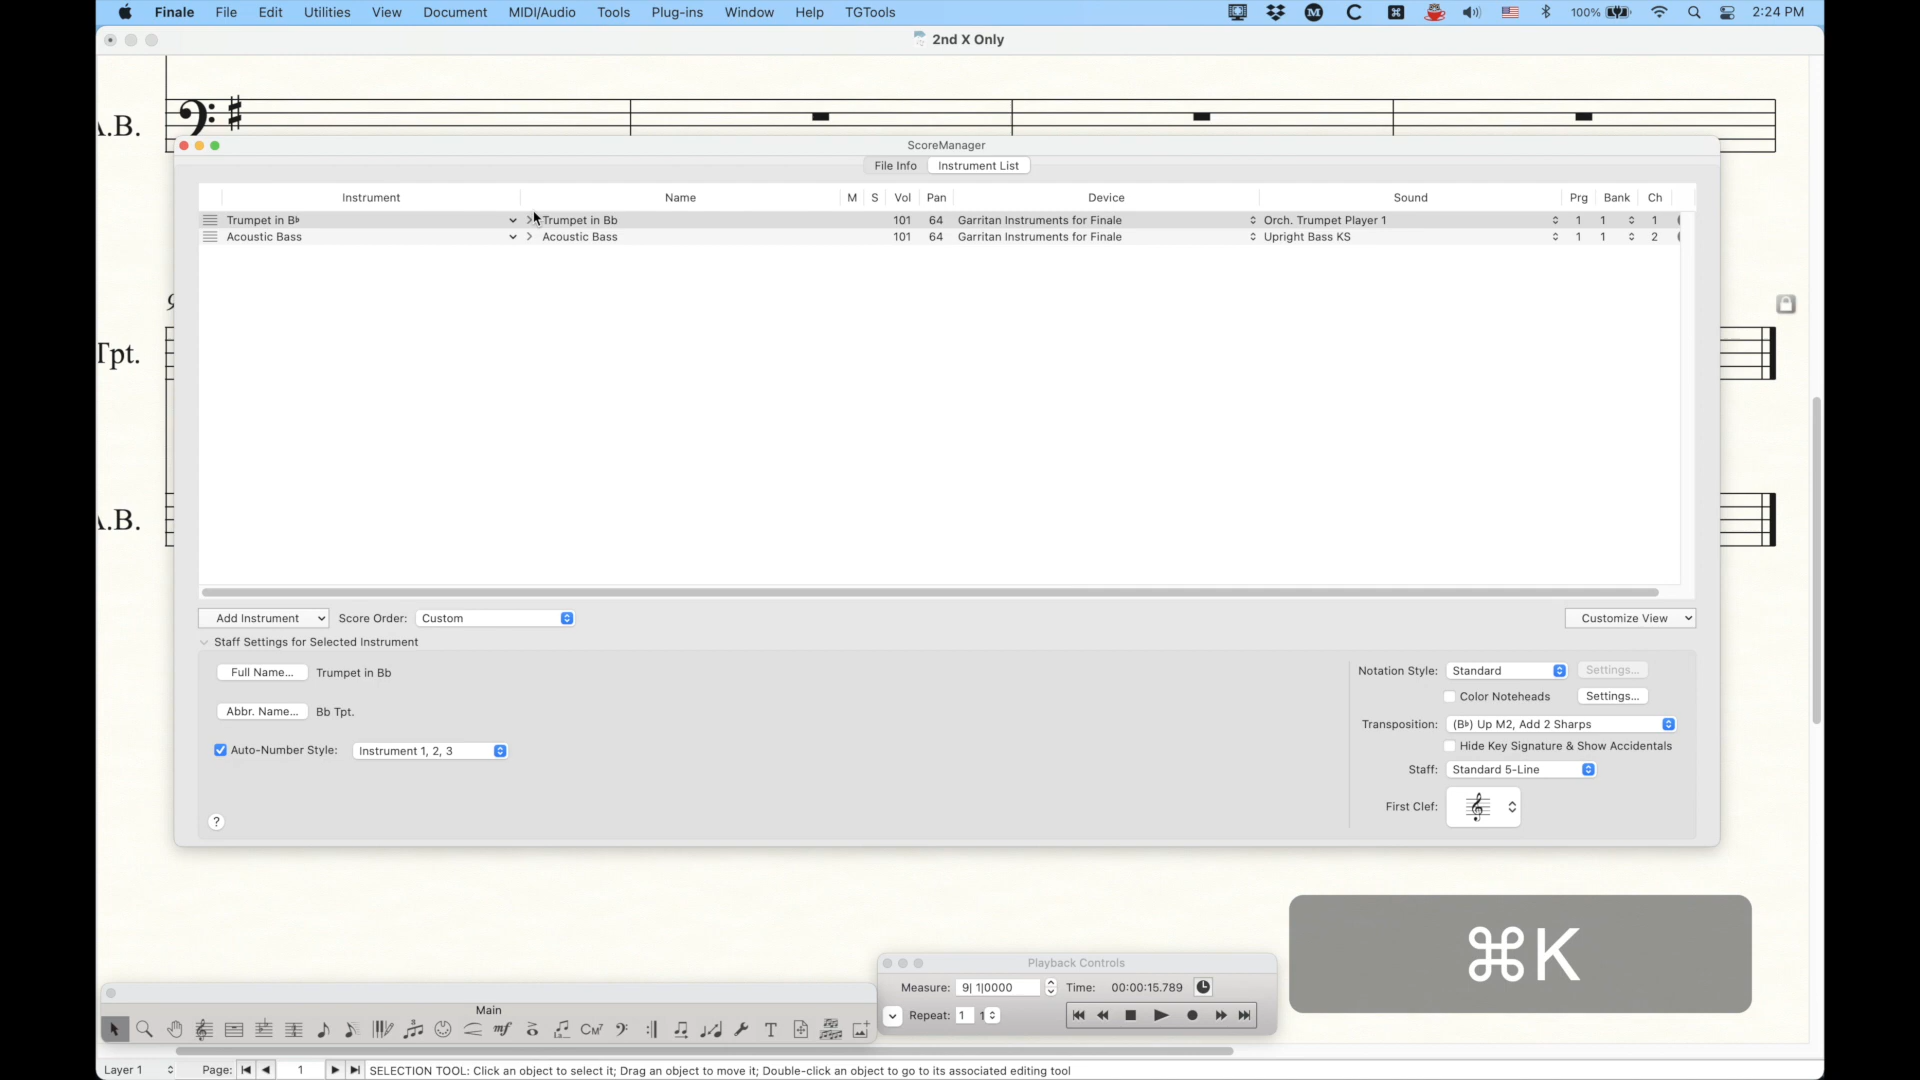 Finale File Edit Utilities View Document MIDI/Audio Tools Plug-ins Window Help TGTools 100% 2:24 PM
2nd X Only
A.B.
ScoreManager
File Info Instrument List
Instrument Name M S Vol Pan Device Sound Prg Bank Ch
Trumpet in B♭ Trumpet in Bb 101 64 Garritan Instruments for Finale Orch. Trumpet Player 1 1 1 1
Acoustic Bass Acoustic Bass 101 64 Garritan Instruments for Finale Upright Bass KS 1 1 2
9
Tpt.
A.B.
Add Instrument Score Order: Custom Customize View
Staff Settings for Selected Instrument
Full Name... Trumpet in Bb
Abbr. Name... Bb Tpt.
Auto-Number Style: Instrument 1, 2, 3
Notation Style: Standard Settings...
Color Noteheads Settings...
Transposition: (B♭) Up M2, Add 2 Sharps
Hide Key Signature & Show Accidentals
Staff: Standard 5-Line
First Clef:
?
⌘K
Playback Controls
Measure: 9| 1|0000 Time: 00:00:15.789
Repeat: 1 1
Main
Layer 1 Page: 1 SELECTION TOOL: Click an object to select it; Drag an object to move it; Double-click an object to go to its associated editing tool